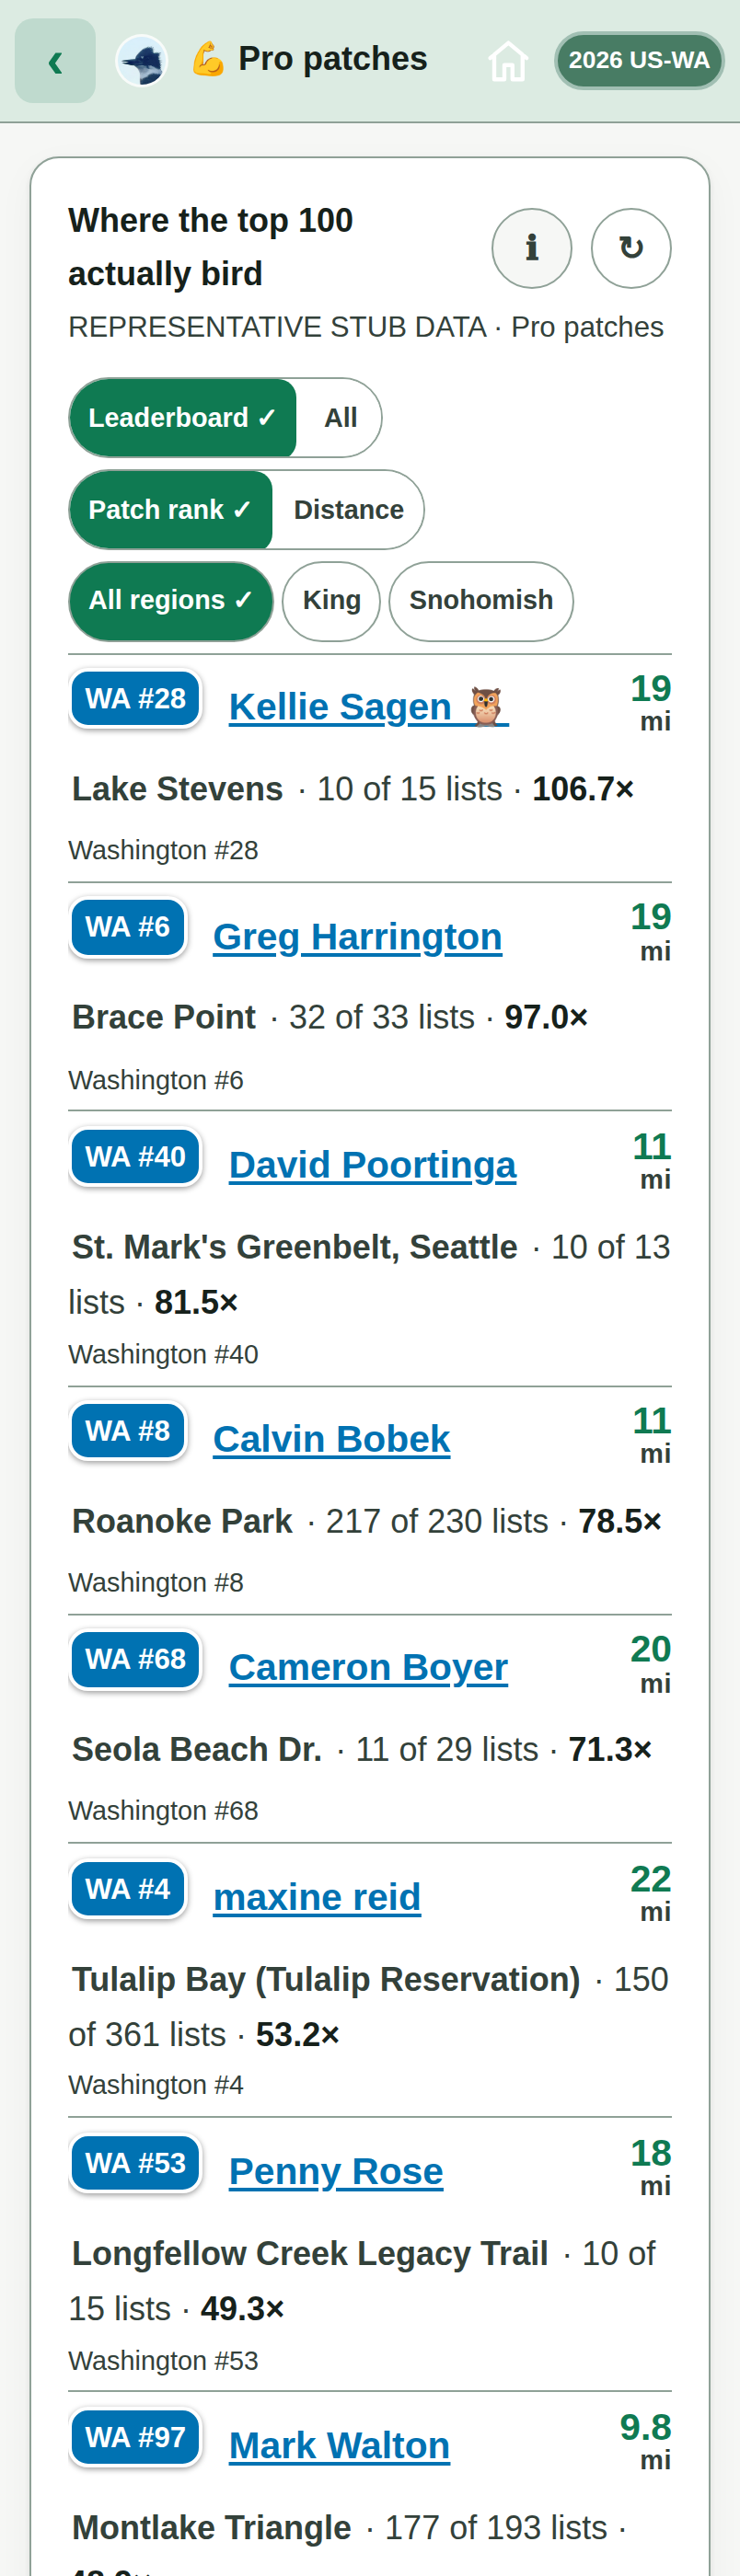 ‹ 💪 Pro patches 2026 US-WA
Where the top 100
actually bird
ℹ ↻
REPRESENTATIVE STUB DATA · Pro patches
Leaderboard ✓ All
Patch rank ✓ Distance
All regions ✓ King Snohomish
WA #28 Kellie Sagen 🦉 19 mi
Lake Stevens · 10 of 15 lists · 106.7×
Washington #28
WA #6 Greg Harrington 19 mi
Brace Point · 32 of 33 lists · 97.0×
Washington #6
WA #40 David Poortinga 11 mi
St. Mark's Greenbelt, Seattle · 10 of 13
lists · 81.5×
Washington #40
WA #8 Calvin Bobek 11 mi
Roanoke Park · 217 of 230 lists · 78.5×
Washington #8
WA #68 Cameron Boyer 20 mi
Seola Beach Dr. · 11 of 29 lists · 71.3×
Washington #68
WA #4 maxine reid 22 mi
Tulalip Bay (Tulalip Reservation) · 150
of 361 lists · 53.2×
Washington #4
WA #53 Penny Rose 18 mi
Longfellow Creek Legacy Trail · 10 of
15 lists · 49.3×
Washington #53
WA #97 Mark Walton 9.8 mi
Montlake Triangle · 177 of 193 lists ·